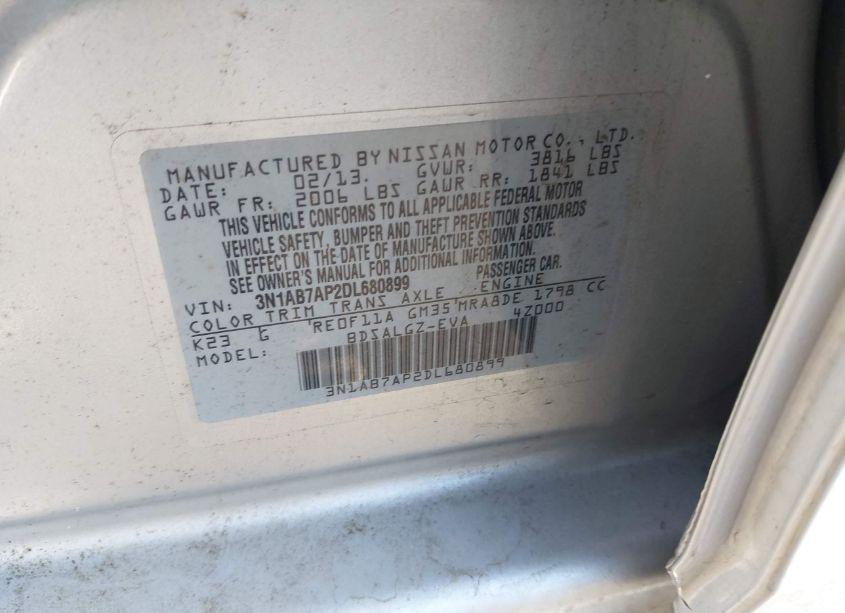 MANUFACTURED BY NISSAN MOTOR CO., LTD.
DATE: 02/13. GVWR: 3816 LBS
GAWR FR: 2006 LBS GAWR RR: 1841 LBS
THIS VEHICLE CONFORMS TO ALL APPLICABLE FEDERAL MOTOR
VEHICLE SAFETY, BUMPER AND THEFT PREVENTION STANDARDS
IN EFFECT ON THE DATE OF MANUFACTURE SHOWN ABOVE.
SEE OWNER'S MANUAL FOR ADDITIONAL INFORMATION.
VIN: 3N1AB7AP2DL680899 PASSENGER CAR.
COLOR TRIM TRANS AXLE ENGINE
K23 G RE0F11A GM35 MRA8DE 1798 CC
MODEL: BDSALGZ-EVA 4Z000
3N1AB7AP2DL680899